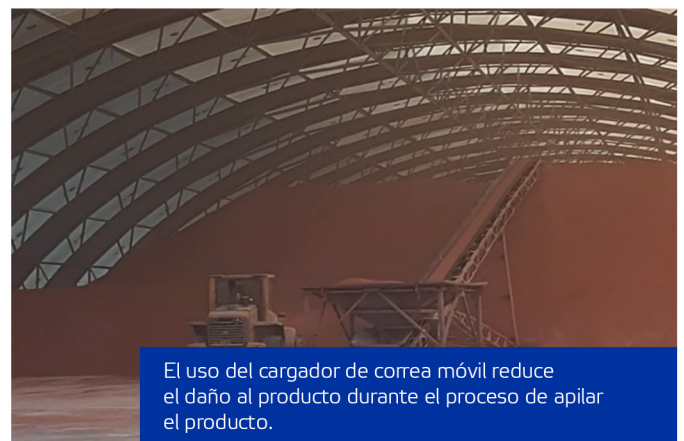 El uso del cargador de correa móvil reduce
el daño al producto durante el proceso de apilar
el producto.